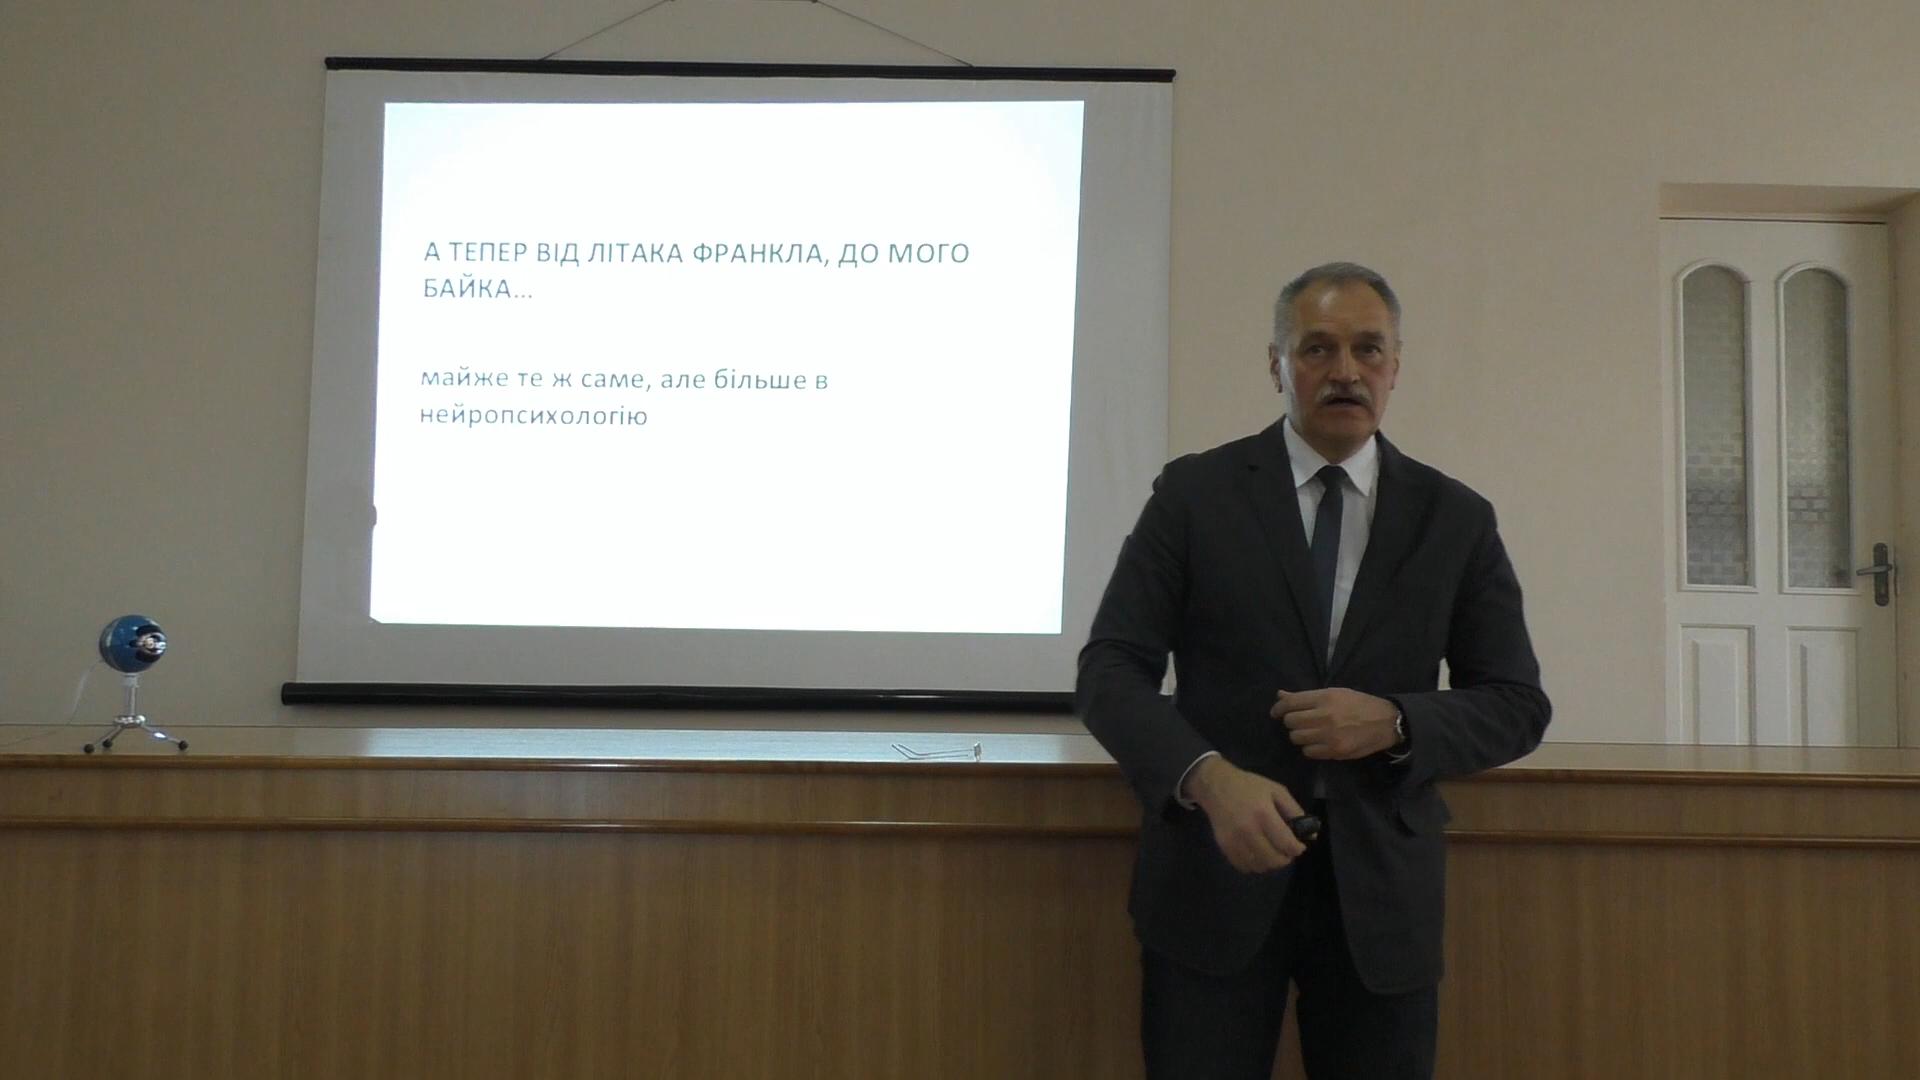 А ТЕПЕР ВІД ЛІТАКА ФРАНКЛА, ДО МОГО
БАЙКА...
майже те ж саме, але більше в
нейропсихологію